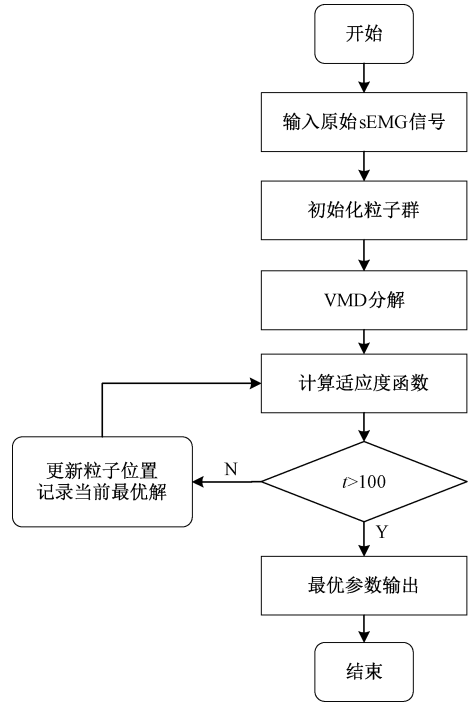 开始
输入原始sEMG信号
初始化粒子群
VMD分解
计算适应度函数
更新粒子位置
记录当前最优解
N
t>100
Y
最优参数输出
结束